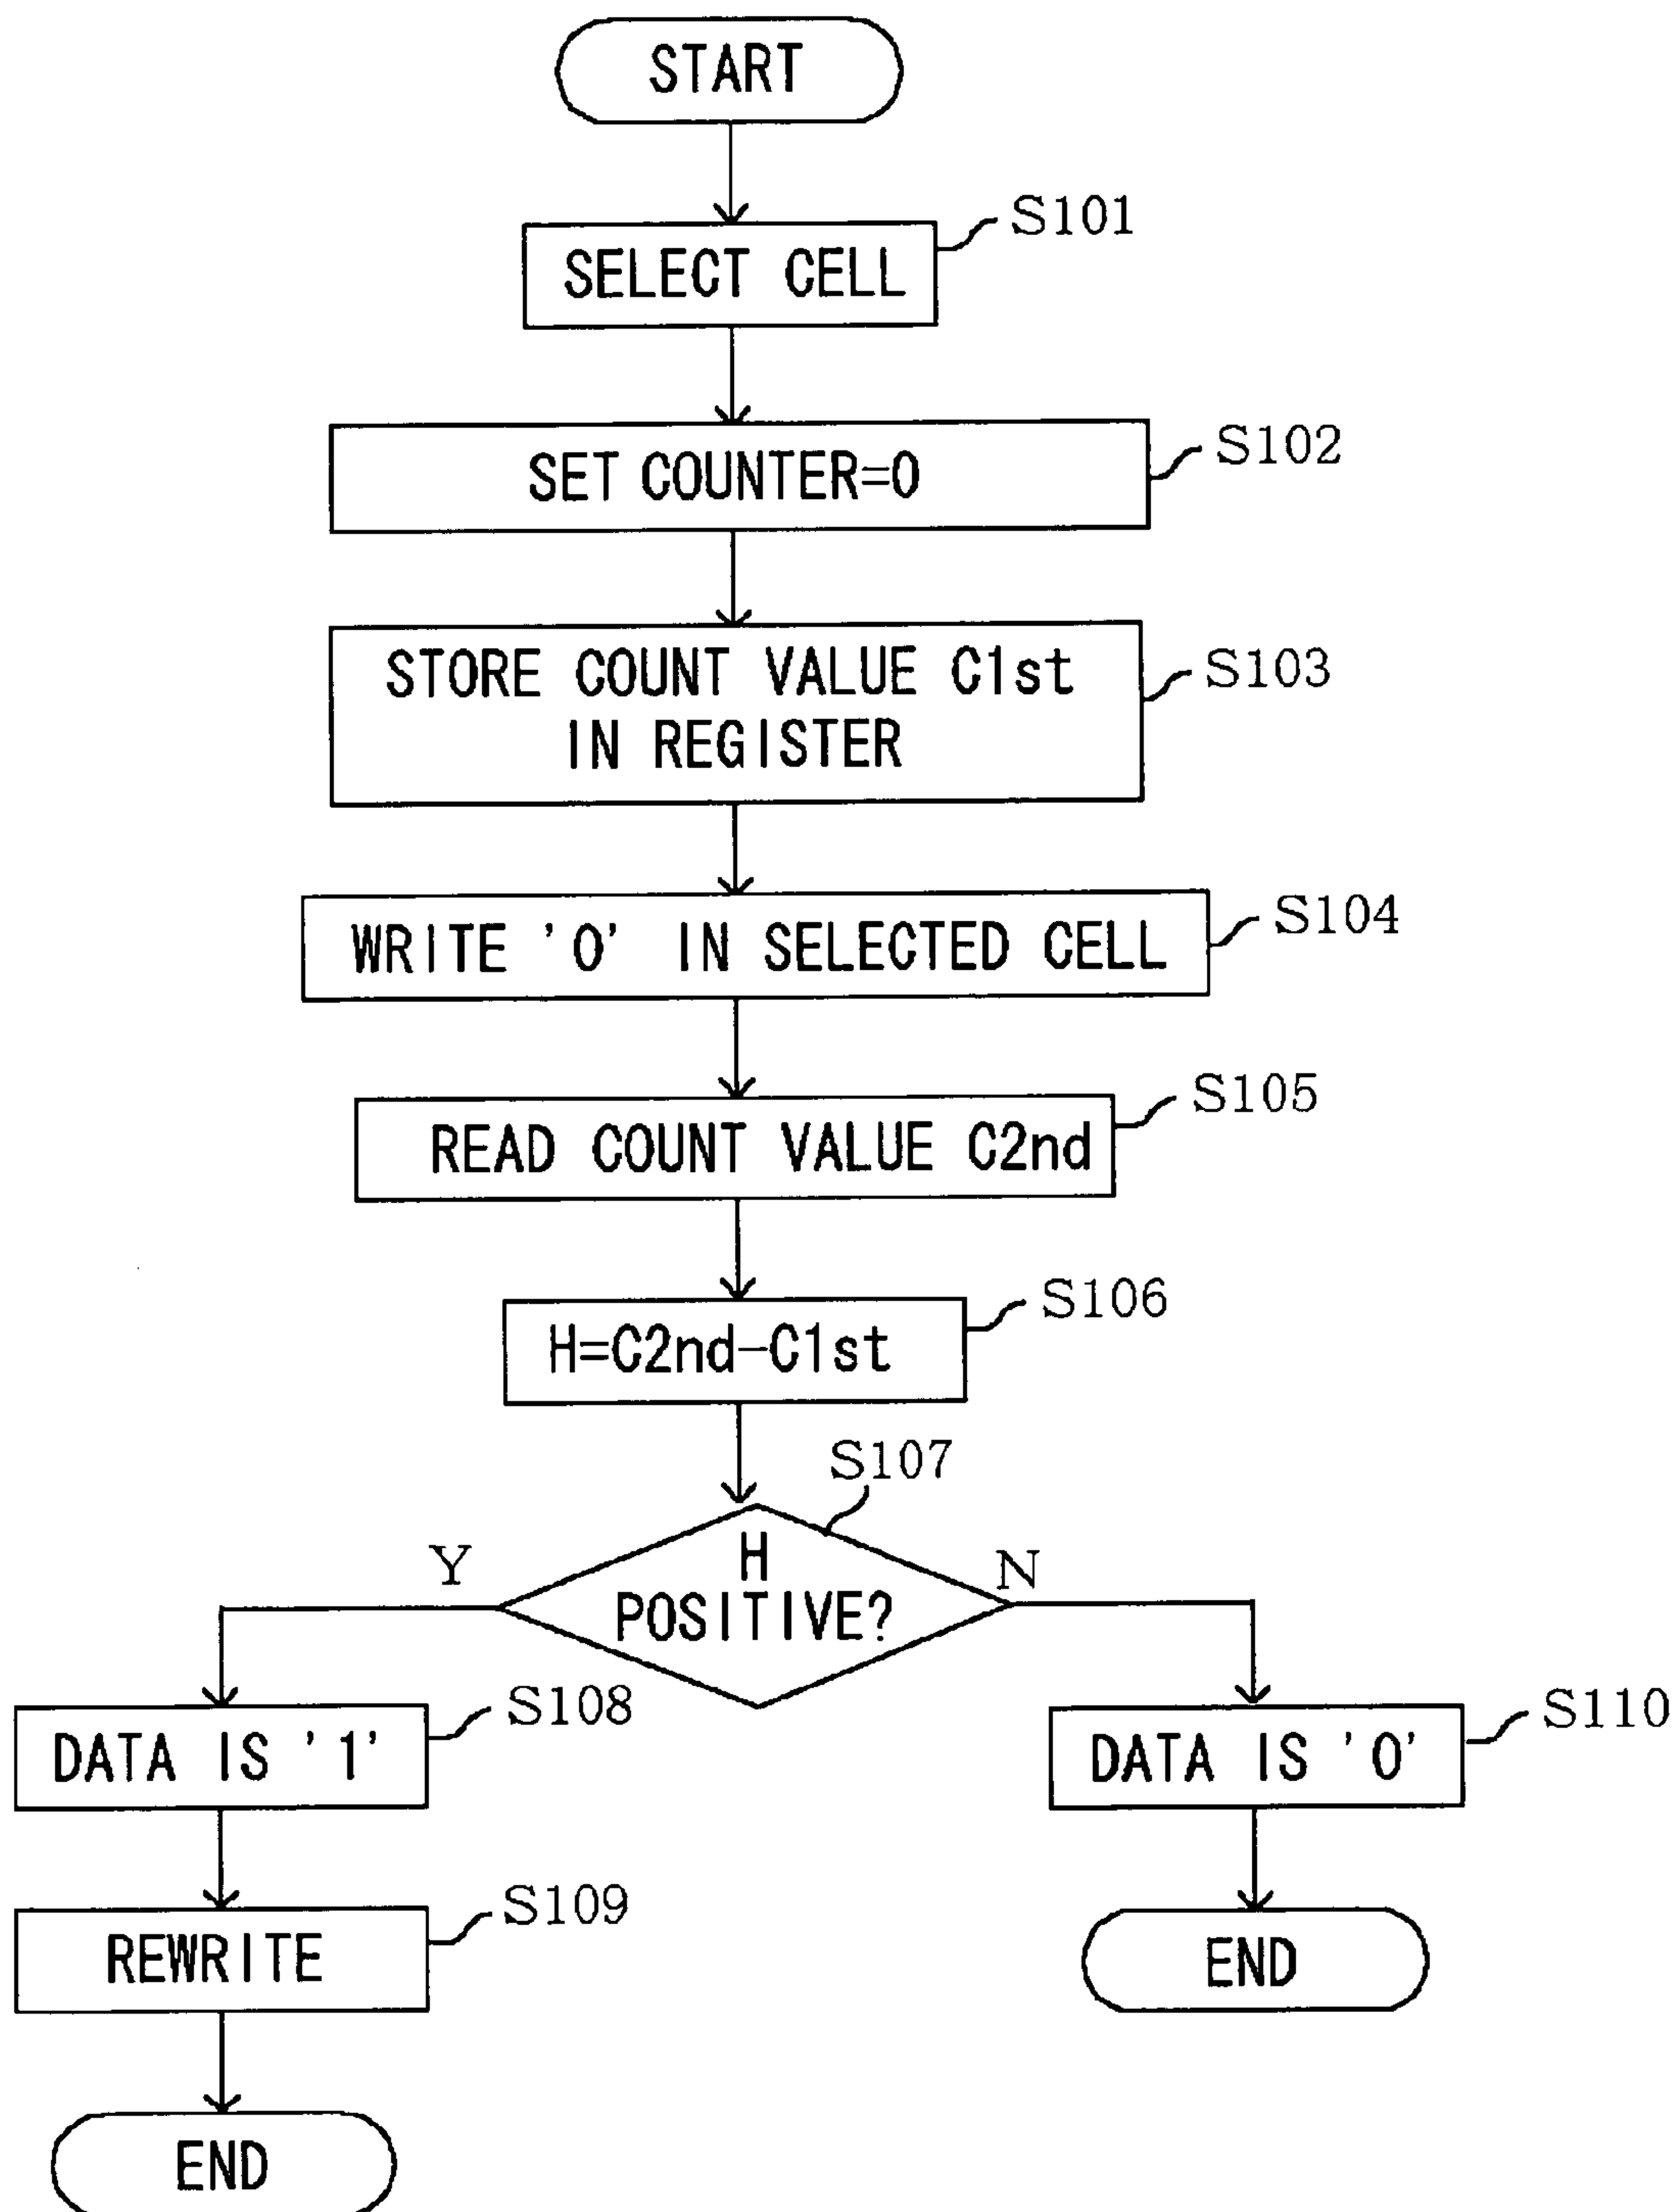 START
S101
SELECT CELL
S102
SET COUNTER=0
STORE COUNT VALUE C1st
S103
IN REGISTER
S104
WRITE '0' IN SELECTED CELL
S105
READ COUNT VALUE C2nd
S106
H=C2nd-C1st
S107
Y
H
N
POSITIVE?
S108
S110
DATA IS '1'
DATA IS '0'
S109
REWRITE
END
END